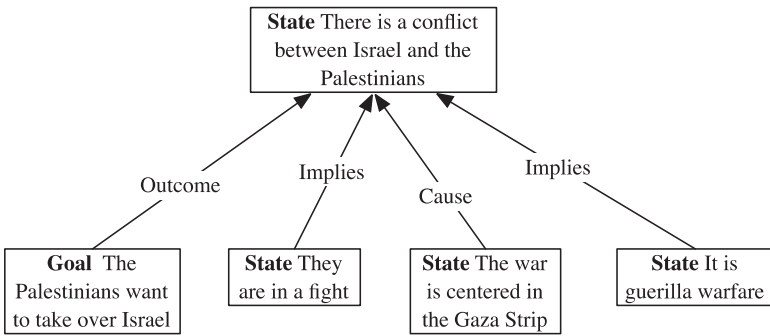 State There is a conflict
between Israel and the
Palestinians
Outcome
Implies
Cause
Implies
Goal The
Palestinians want
to take over Israel
State They
are in a fight
State The war
is centered in
the Gaza Strip
State It is
guerilla warfare